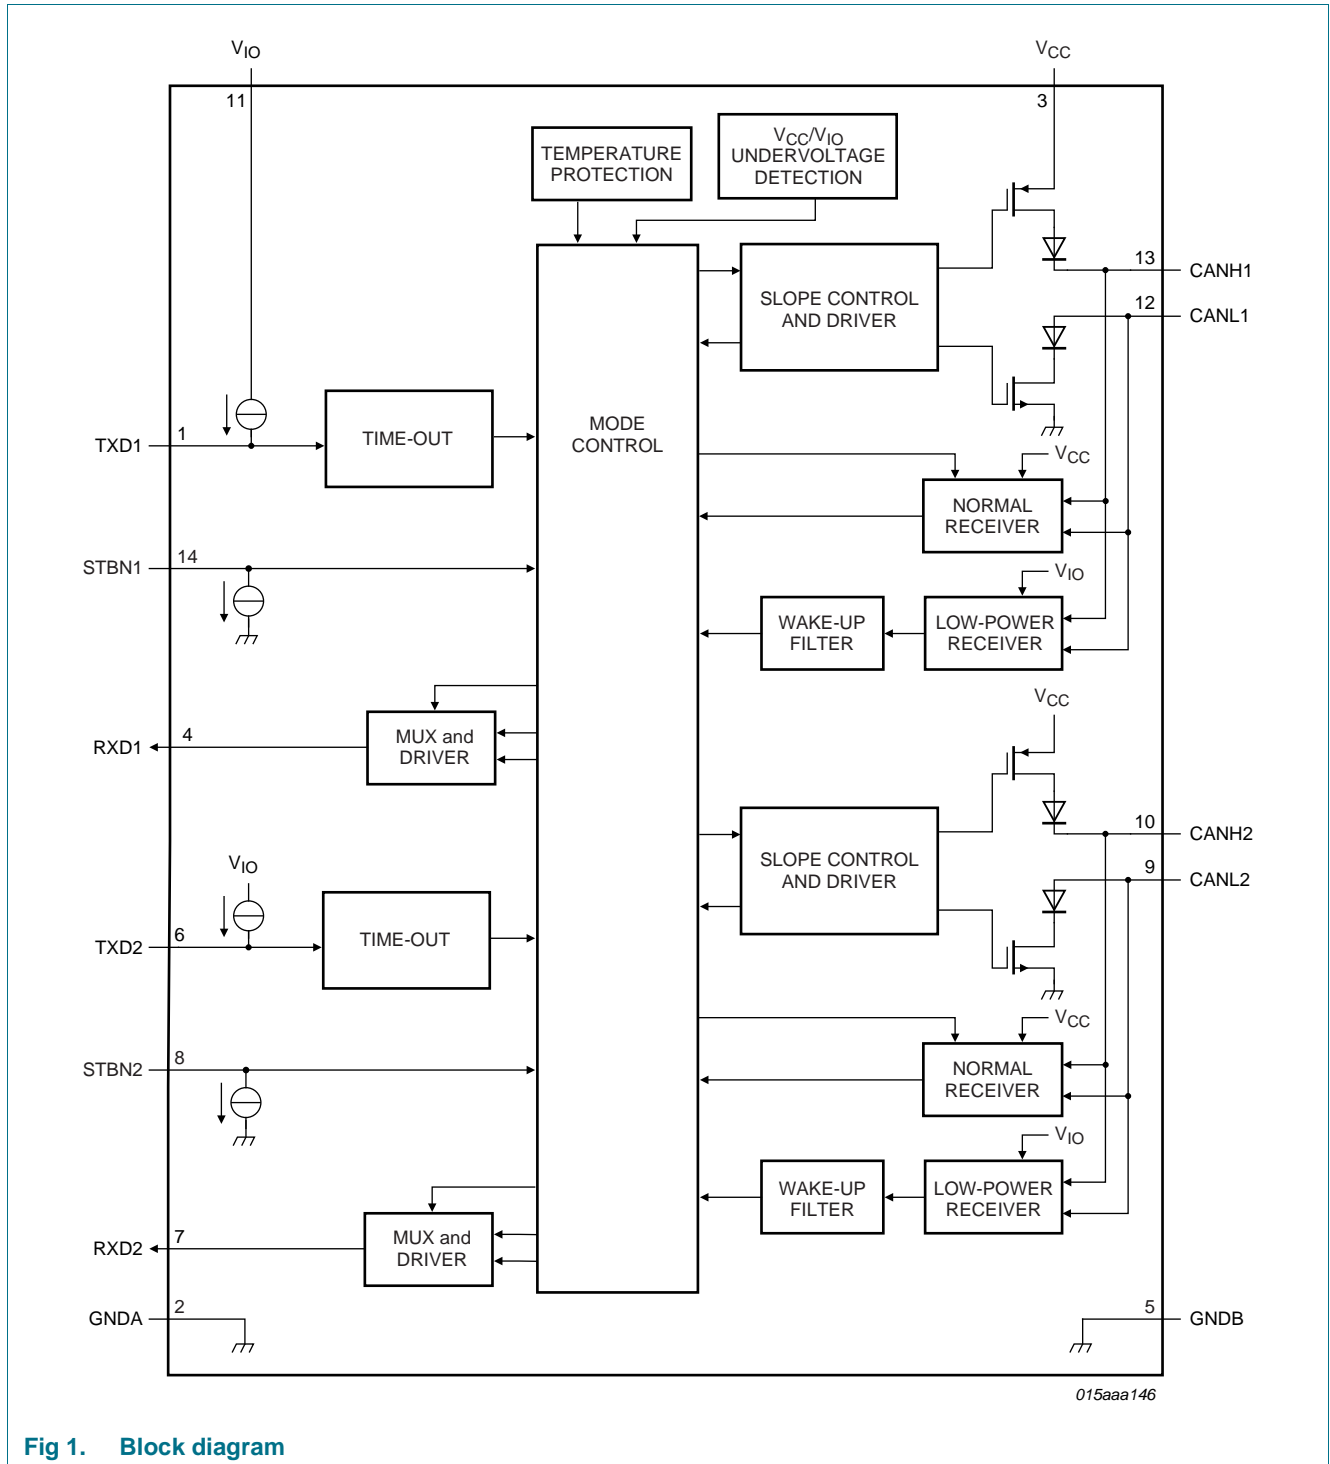 VIO
VCC
11
3
TEMPERATURE
PROTECTION
VCC/VIO
UNDERVOLTAGE
DETECTION
13
CANH1
SLOPE CONTROL
AND DRIVER
12
CANL1
MODE
CONTROL
TXD1
1
TIME-OUT
VCC
NORMAL
RECEIVER
STBN1
14
VIO
WAKE-UP
FILTER
LOW-POWER
RECEIVER
VCC
RXD1
4
MUX and
DRIVER
10
CANH2
SLOPE CONTROL
AND DRIVER
9
CANL2
VIO
TXD2
6
TIME-OUT
VCC
NORMAL
RECEIVER
STBN2
8
VIO
WAKE-UP
FILTER
LOW-POWER
RECEIVER
RXD2
7
MUX and
DRIVER
GNDA
2
5
GNDB
015aaa146
Fig 1. Block diagram